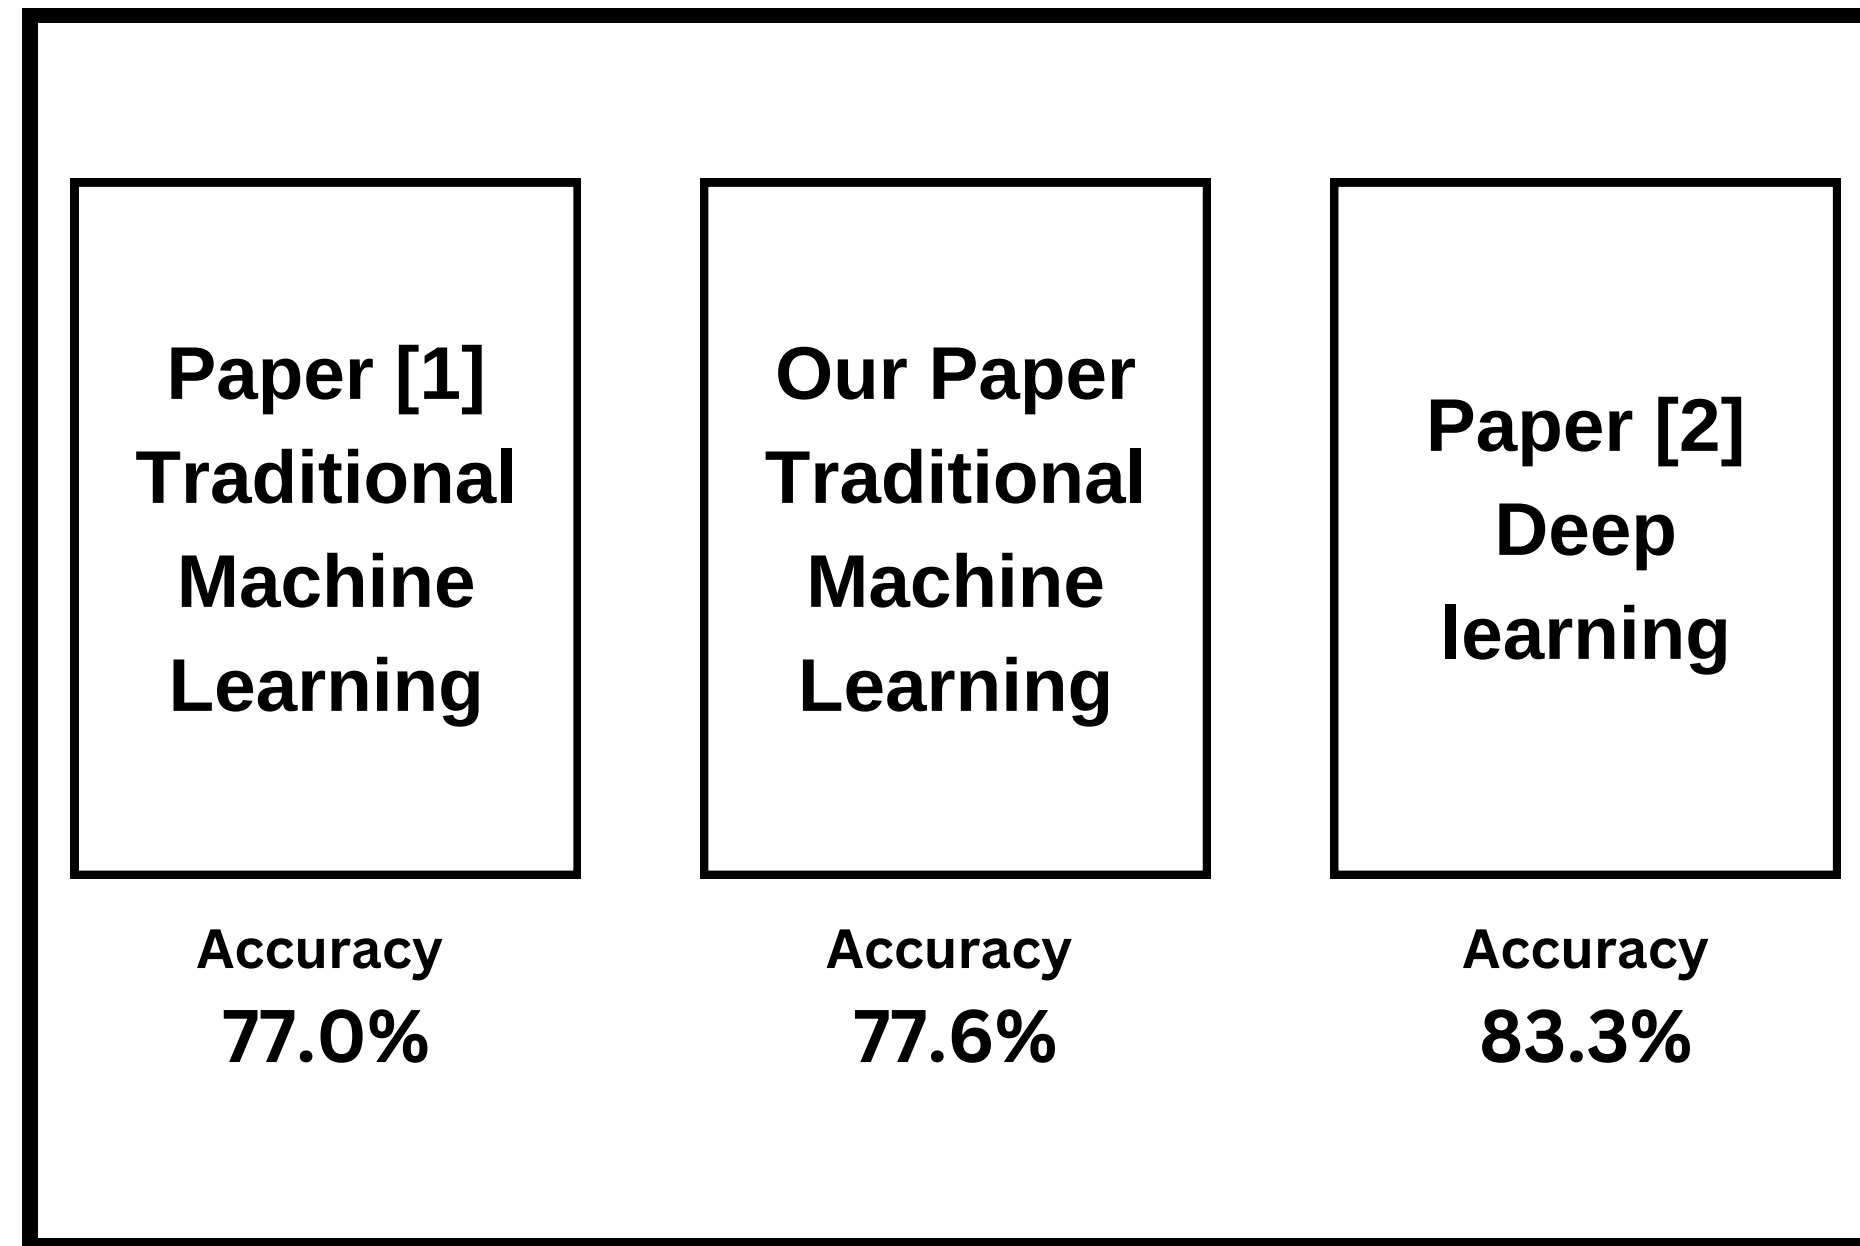 Paper [1]
Traditional
Machine
Learning
Accuracy
77.0%
Our Paper
Traditional
Machine
Learning
Accuracy
77.6%
Paper [2]
Deep
learning
Accuracy
83.3%